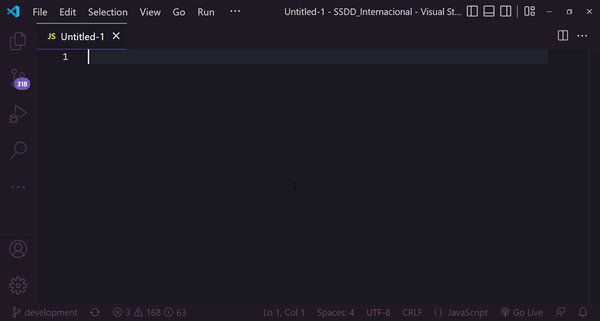 File Edit Selection View Go Run ··· Untitled-1 - SSDD_Internacional - Visual St...
JS Untitled-1
1
318
development 3 168 63 Ln 1, Col 1 Spaces: 4 UTF-8 CRLF {} JavaScript Go Live